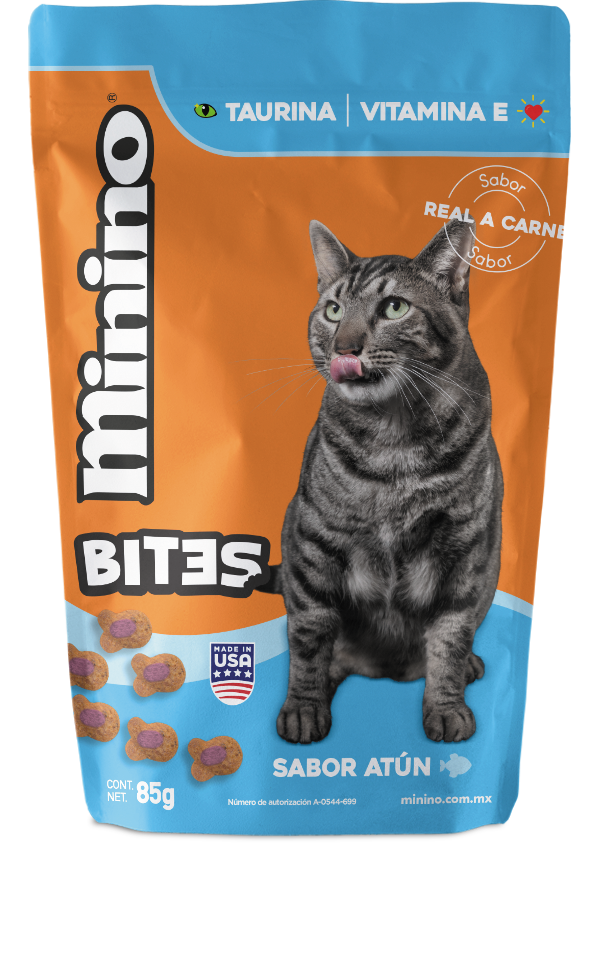 TAURINA | VITAMINA E
minino®
Sabor
REAL A CARNE
Sabor
BITES
MADE IN
USA
SABOR ATÚN
CONT.
NET. 85g
Número de autorización A-0544-699
minino.com.mx